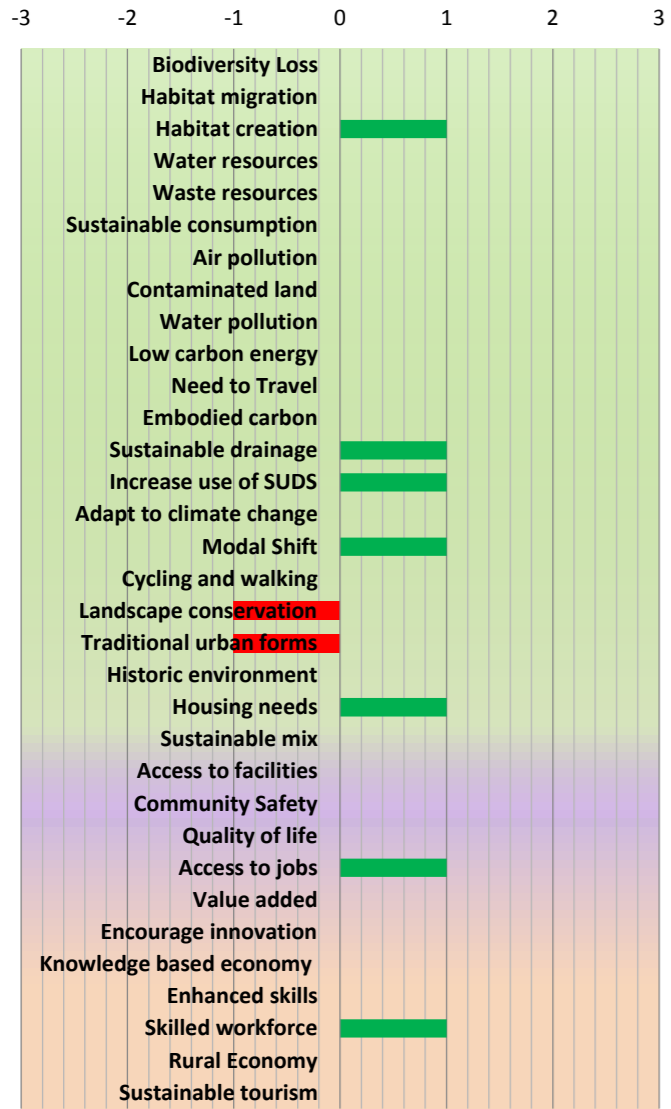 -3 -2 -1 0 1 2 3
Biodiversity Loss
Habitat migration
Habitat creation
Water resources
Waste resources
Sustainable consumption
Air pollution
Contaminated land
Water pollution
Low carbon energy
Need to Travel
Embodied carbon
Sustainable drainage
Increase use of SUDS
Adapt to climate change
Modal Shift
Cycling and walking
Landscape conservation
Traditional urban forms
Historic environment
Housing needs
Sustainable mix
Access to facilities
Community Safety
Quality of life
Access to jobs
Value added
Encourage innovation
Knowledge based economy
Enhanced skills
Skilled workforce
Rural Economy
Sustainable tourism